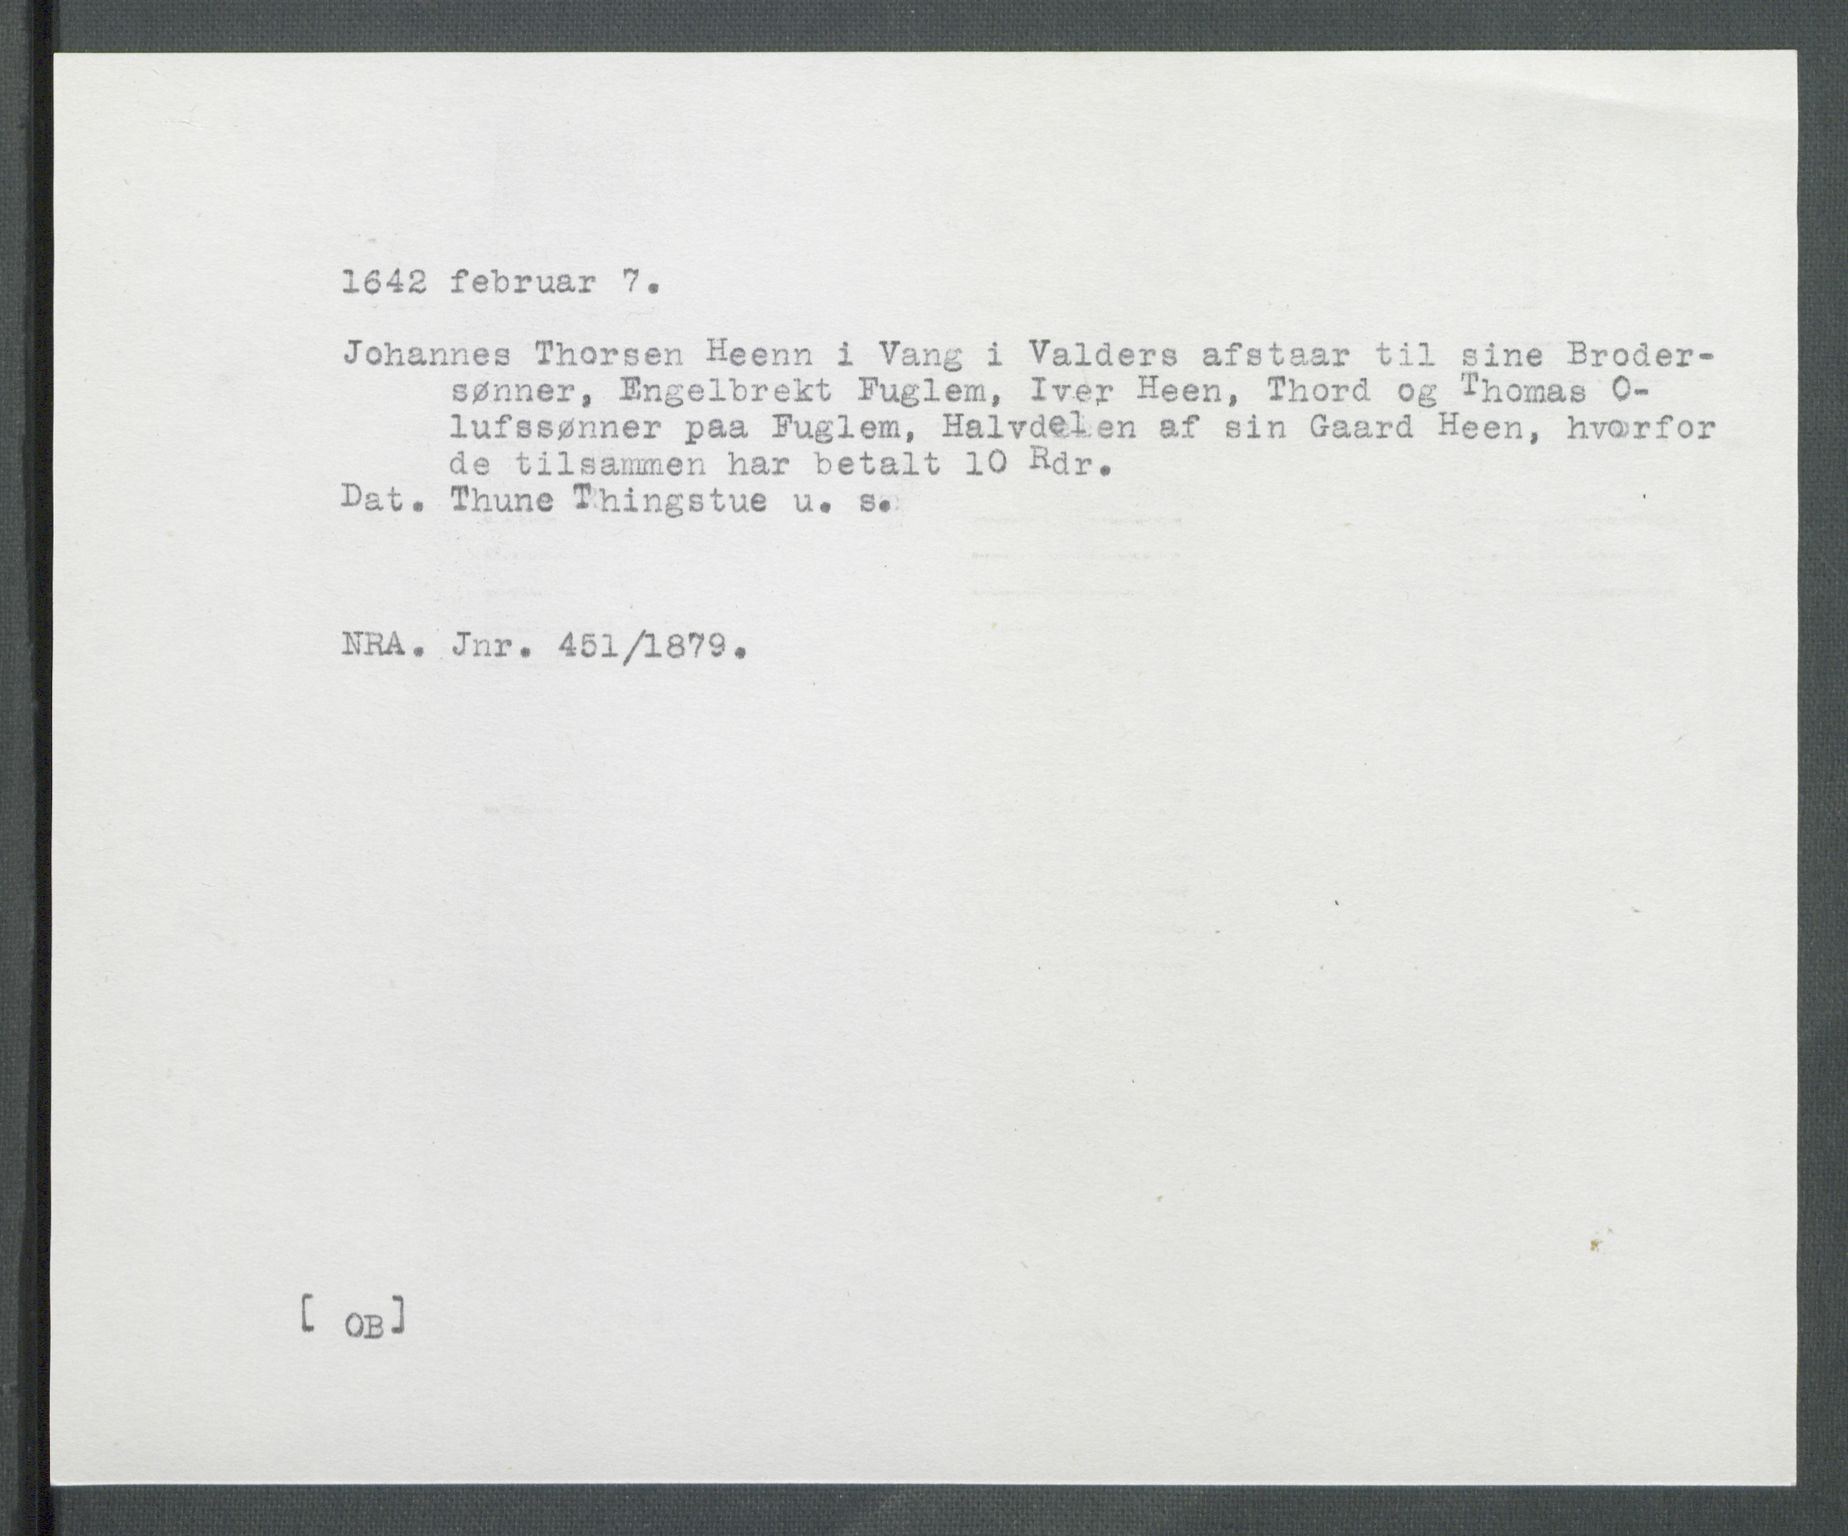 1642 februar 7.
Johannes Thorsen Heenn i Vang i Valders afstaar til sine Broder-
sønner, Engelbrekt Fuglem, Iver Heen, Thord og Thomas O-
lufssønner paa Fuglem, Halvdelen af sin Gaard Heen, hvorfor
de tilsammen har betalt 10 Rdr.
Dat. Thune Thingstue u. s.
NRA. Jnr. 451/1879.
[ OB]